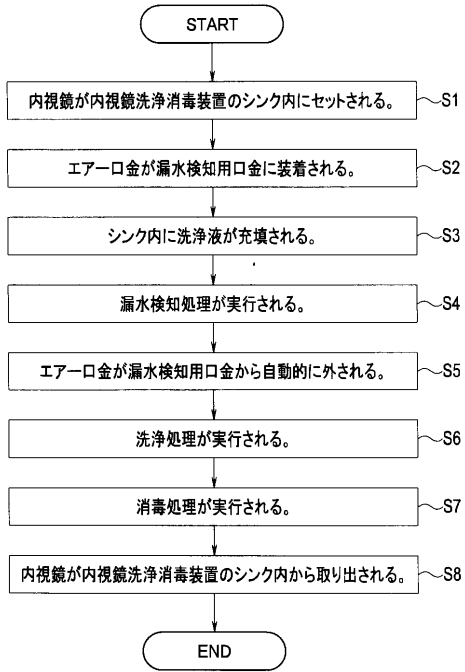 START
内視鏡が内視鏡洗浄消毒装置のシンク内にセットされる。 S1
エアー口金が漏水検知用口金に装着される。 S2
シンク内に洗浄液が充填される。 S3
漏水検知処理が実行される。 S4
エアー口金が漏水検知用口金から自動的に外される。 S5
洗浄処理が実行される。 S6
消毒処理が実行される。 S7
内視鏡が内視鏡洗浄消毒装置のシンク内から取り出される。 S8
END